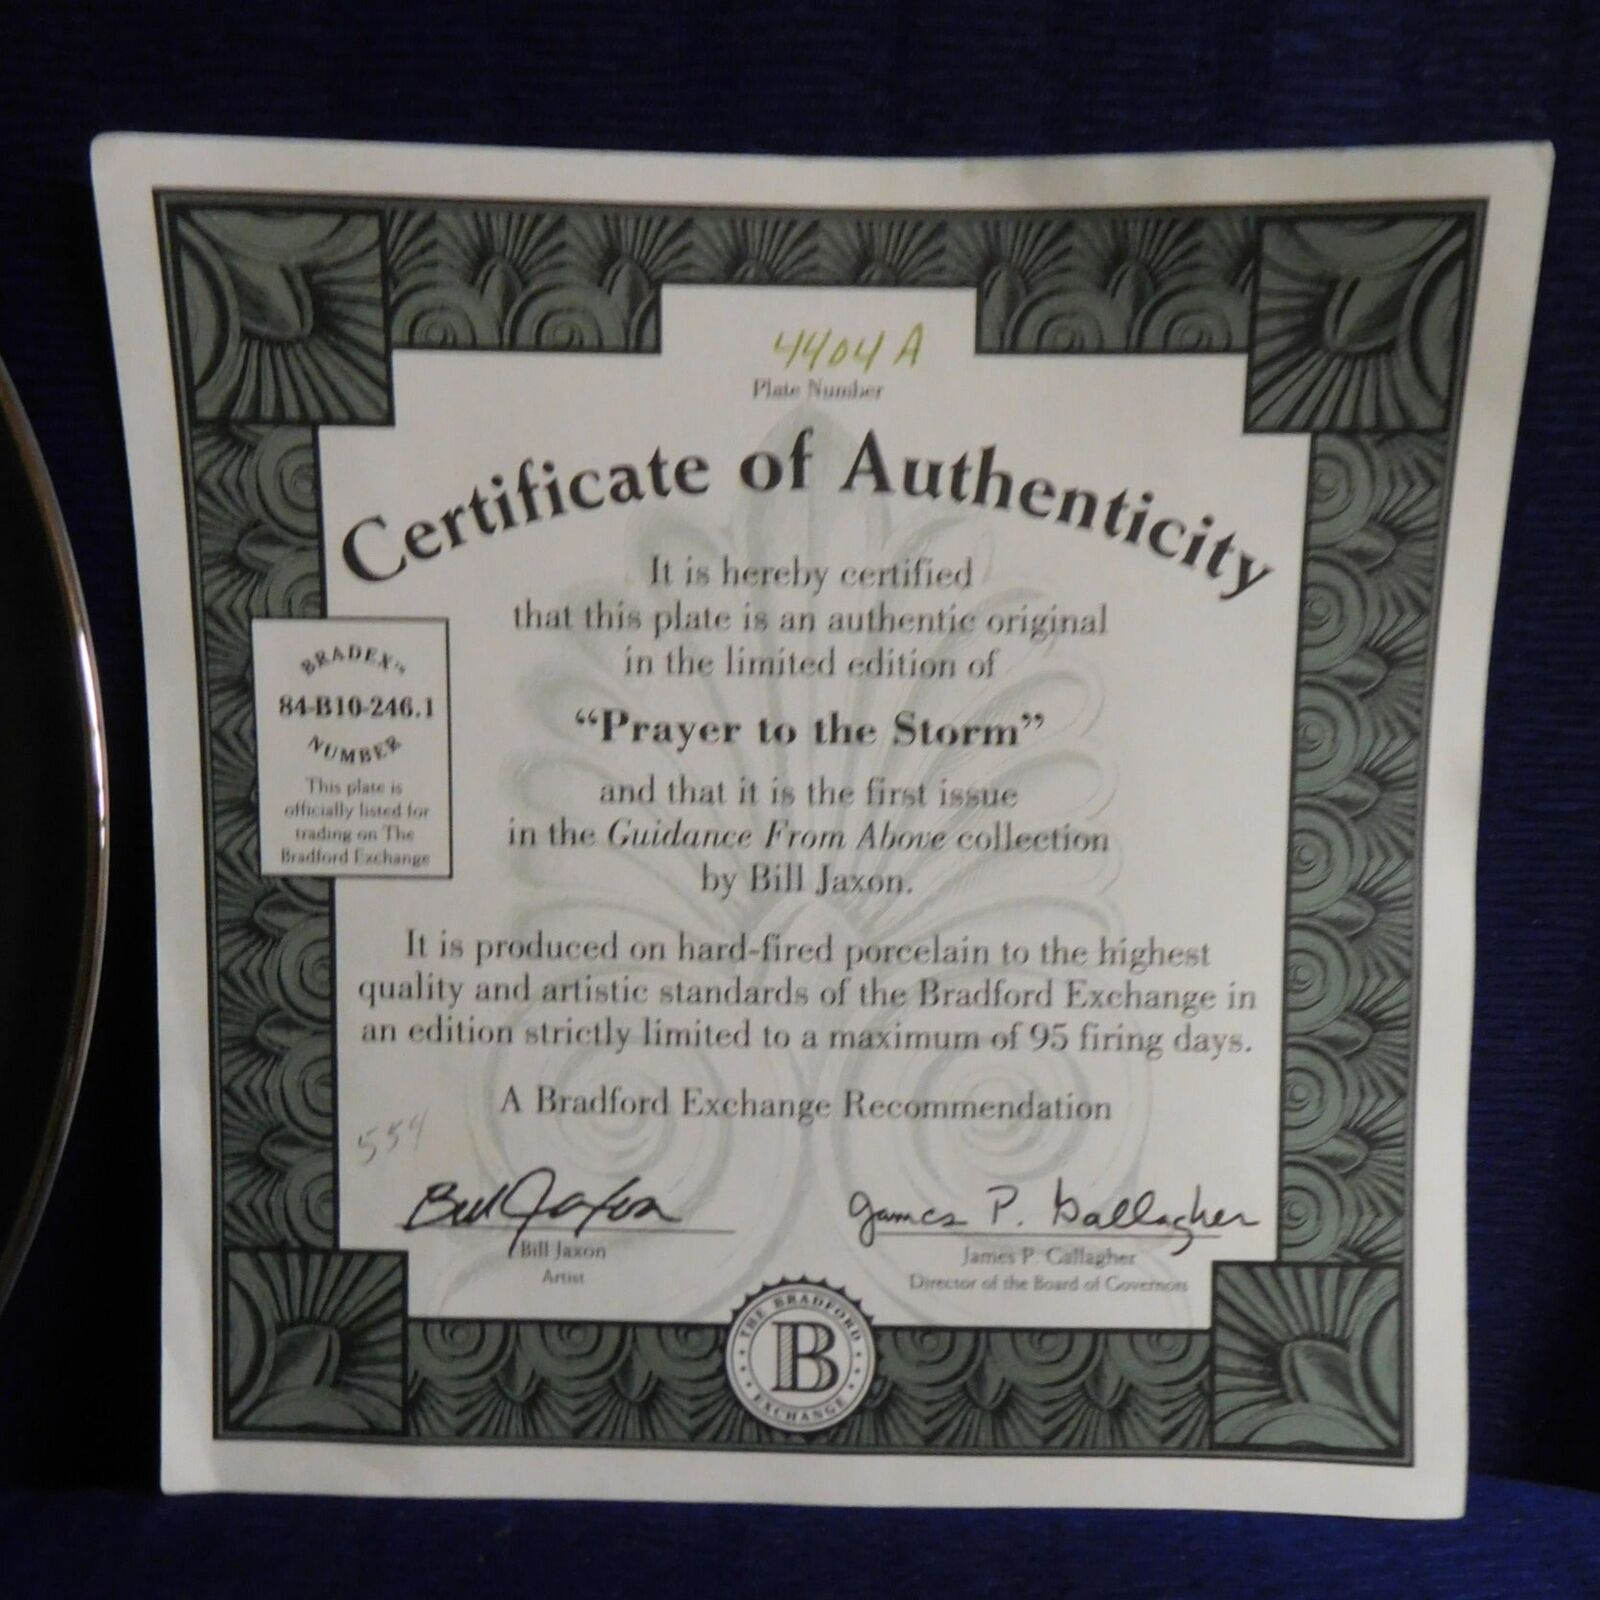 4404 A
Plate Number
Certificate of Authenticity
It is hereby certified
that this plate is an authentic original
in the limited edition of
“Prayer to the Storm”
and that it is the first issue
in the Guidance From Above collection
by Bill Jaxon.
BRADEX™
84-B10-246.1
NUMBER
This plate is
officially listed for
trading on The
Bradford Exchange
It is produced on hard-fired porcelain to the highest
quality and artistic standards of the Bradford Exchange in
an edition strictly limited to a maximum of 95 firing days.
A Bradford Exchange Recommendation
554
Bill Jaxon
Bill Jaxon
Artist
James P. Gallagher
James P. Gallagher
Director of the Board of Governors
THE BRADFORD
B
EXCHANGE